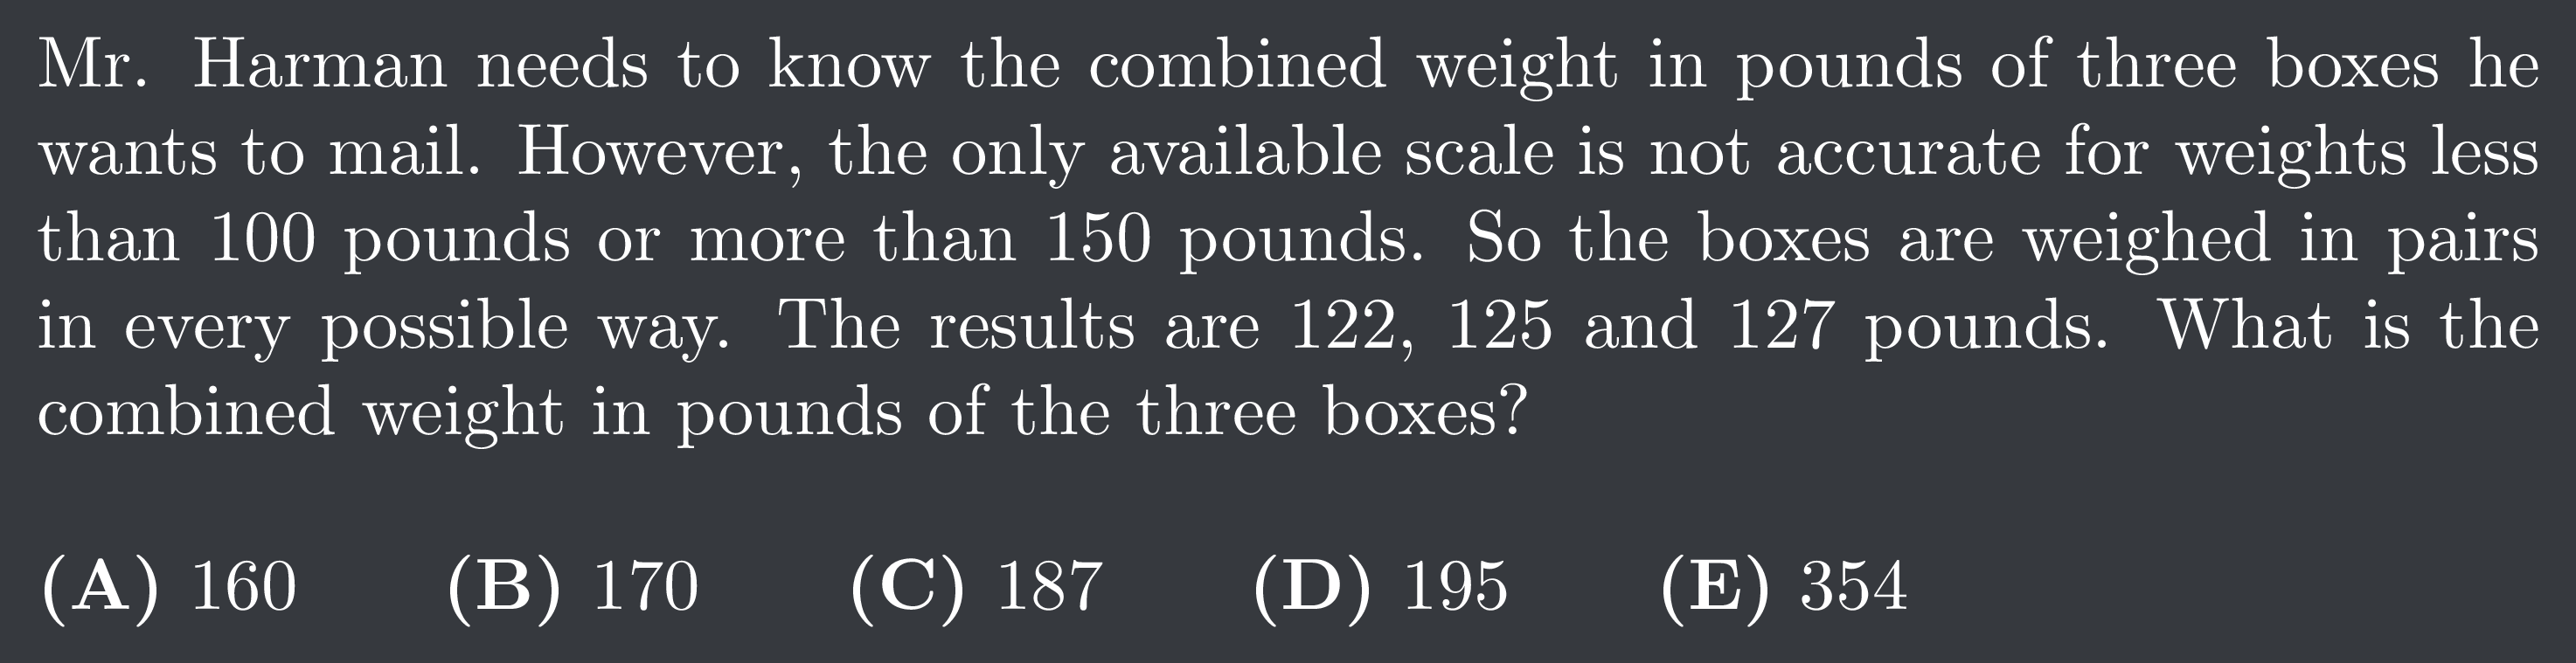 Mr. Harman needs to know the combined weight in pounds of three boxes he
wants to mail. However, the only available scale is not accurate for weights less
than 100 pounds or more than 150 pounds. So the boxes are weighed in pairs
in every possible way. The results are 122, 125 and 127 pounds. What is the
combined weight in pounds of the three boxes?
(A) 160 (B) 170 (C) 187 (D) 195 (E) 354